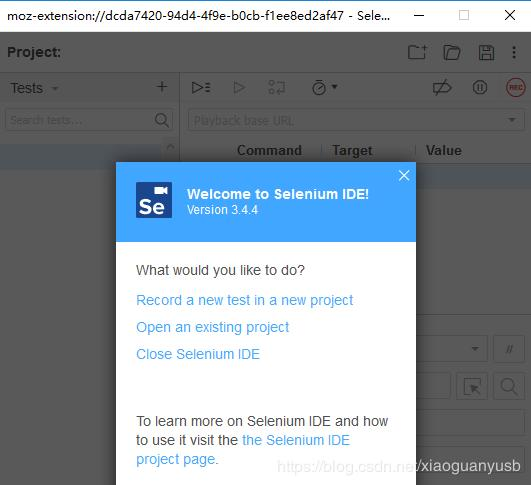 moz-extension://dcda7420-94d4-4f9e-b0cb-f1ee8ed2af47 - Sele...
Project:
Tests
Search tests...
Playback base URL
REC
Command Target Value
Se
Welcome to Selenium IDE!
Version 3.4.4
What would you like to do?
Record a new test in a new project
Open an existing project
Close Selenium IDE
//
To learn more on Selenium IDE and how
to use it visit the the Selenium IDE
project page.
https://blog.csdn.net/xiaoguanyusb